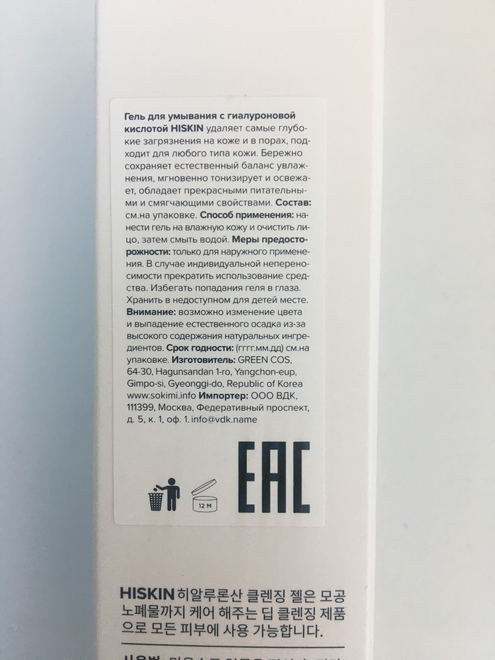 Гель для умывания с гиалуроновой
кислотой HISKIN удаляет самые глубо-
кие загрязнения на коже и в порах, под-
ходит для любого типа кожи. Бережно
сохраняет естественный баланс увлаж-
нения, мгновенно тонизирует и освежа-
ет, обладает прекрасными питательны-
ми и смягчающими свойствами. Состав:
см.на упаковке. Способ применения: на-
нести гель на влажную кожу и очистить ли-
цо, затем смыть водой. Меры предосто-
рожности: только для наружного примене-
ния. В случае индивидуальной неперено-
симости прекратить использование сред-
ства. Избегать попадания геля в глаза.
Хранить в недоступном для детей месте.
Внимание: возможно изменение цвета
и выпадение естественного осадка из-за
высокого содержания натуральных ингре-
диентов. Срок годности: (гггг.мм.дд) см.на
упаковке. Изготовитель: GREEN COS,
64-30, Hagunsandan 1-ro, Yangchon-eup,
Gimpo-si, Gyeonggi-do, Republic of Korea
www.sokimi.info Импортер: ООО ВДК,
111399, Москва, Федеративный проспект,
д. 5, к. 1, оф. 1. info@vdk.name
12 M
EAC
HISKIN 히알루론산 클렌징 젤은 모공
노폐물까지 케어 해주는 딥 클렌징 제품
으로 모든 피부에 사용 가능합니다.